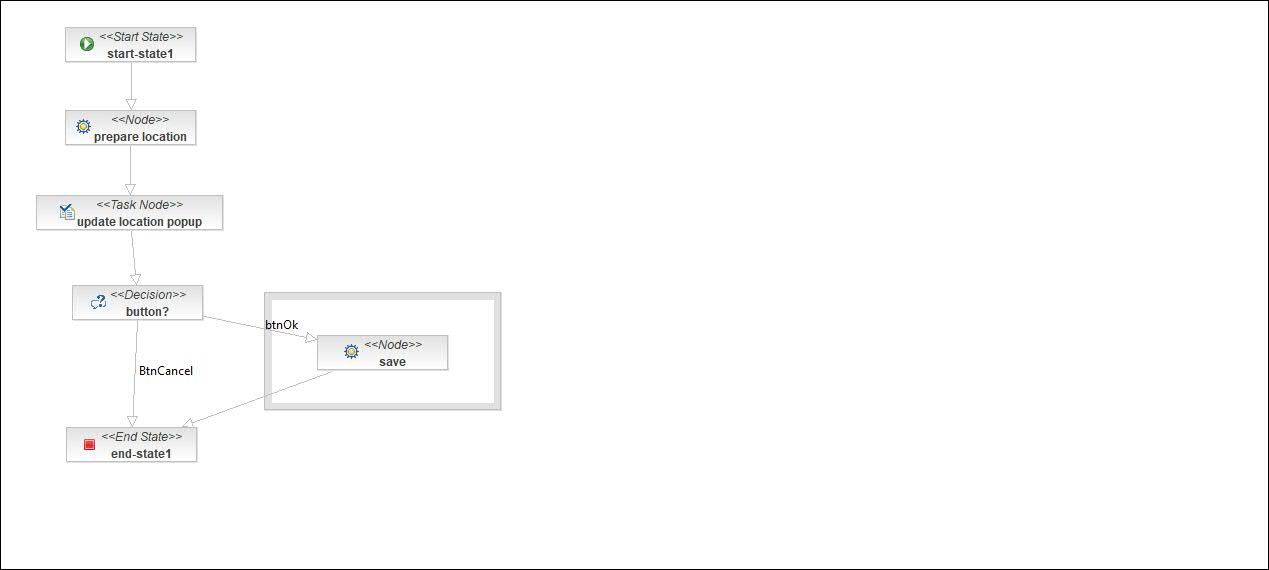 <<Start State>>
start-state1
<<Node>>
prepare location
<<Task Node>>
update location popup
<<Decision>>
button?
btnOk
<<Node>>
save
BtnCancel
<<End State>>
end-state1